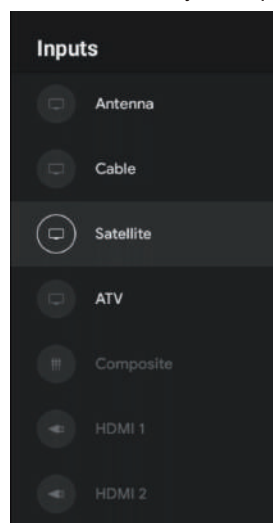 Inputs
Antenna
Cable
Satellite
ATV
Composite
HDMI 1
HDMI 2